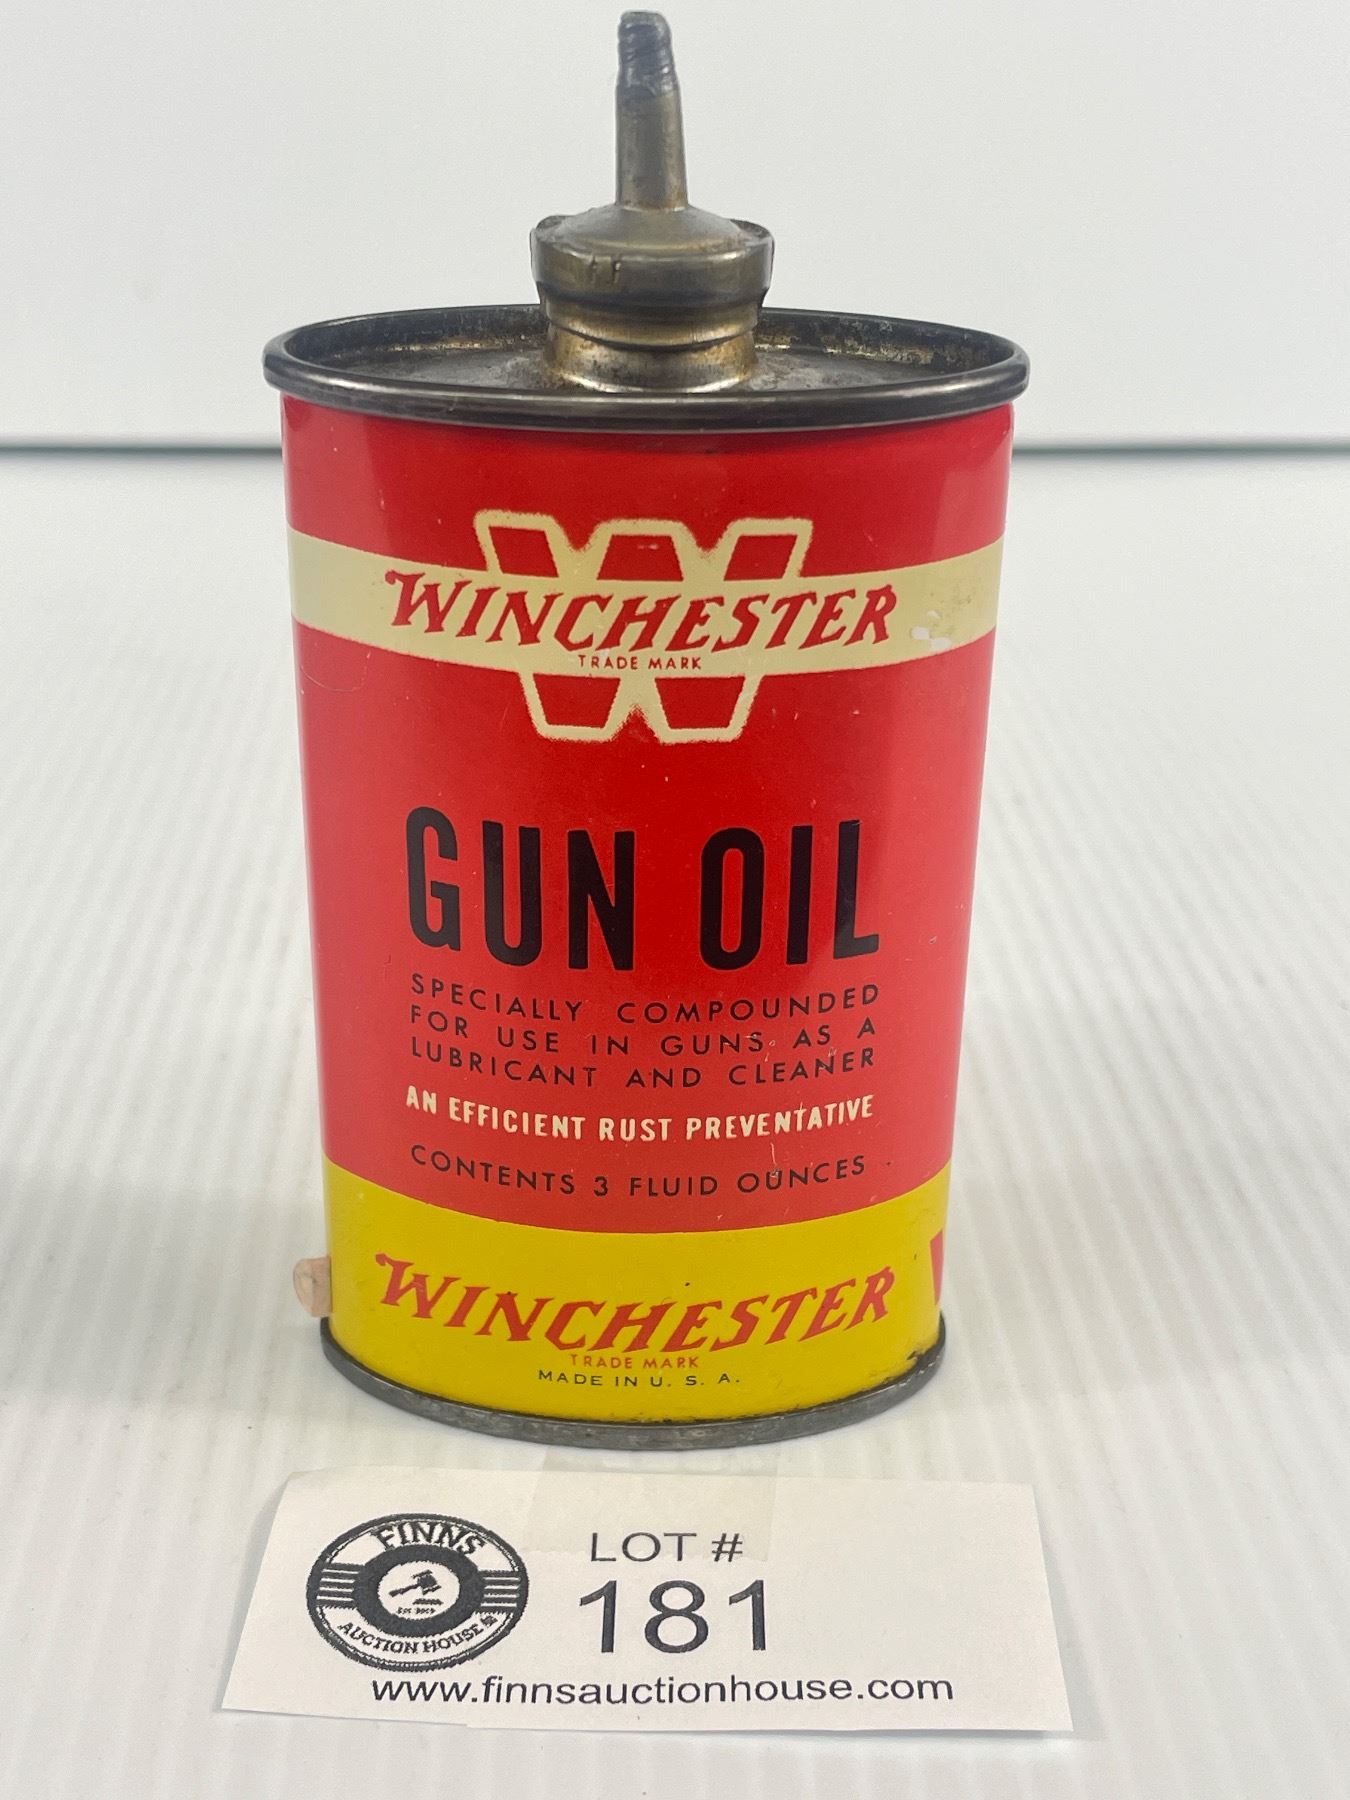 W
WINCHESTER
TRADE MARK
GUN OIL
SPECIALLY COMPOUNDED
FOR USE IN GUNS AS A
LUBRICANT AND CLEANER
AN EFFICIENT RUST PREVENTATIVE
CONTENTS 3 FLUID OUNCES
WINCHESTER
TRADE MARK
MADE IN U. S. A.
FINNS
AUCTION HOUSE
LOT #
181
www.finnsauctionhouse.com